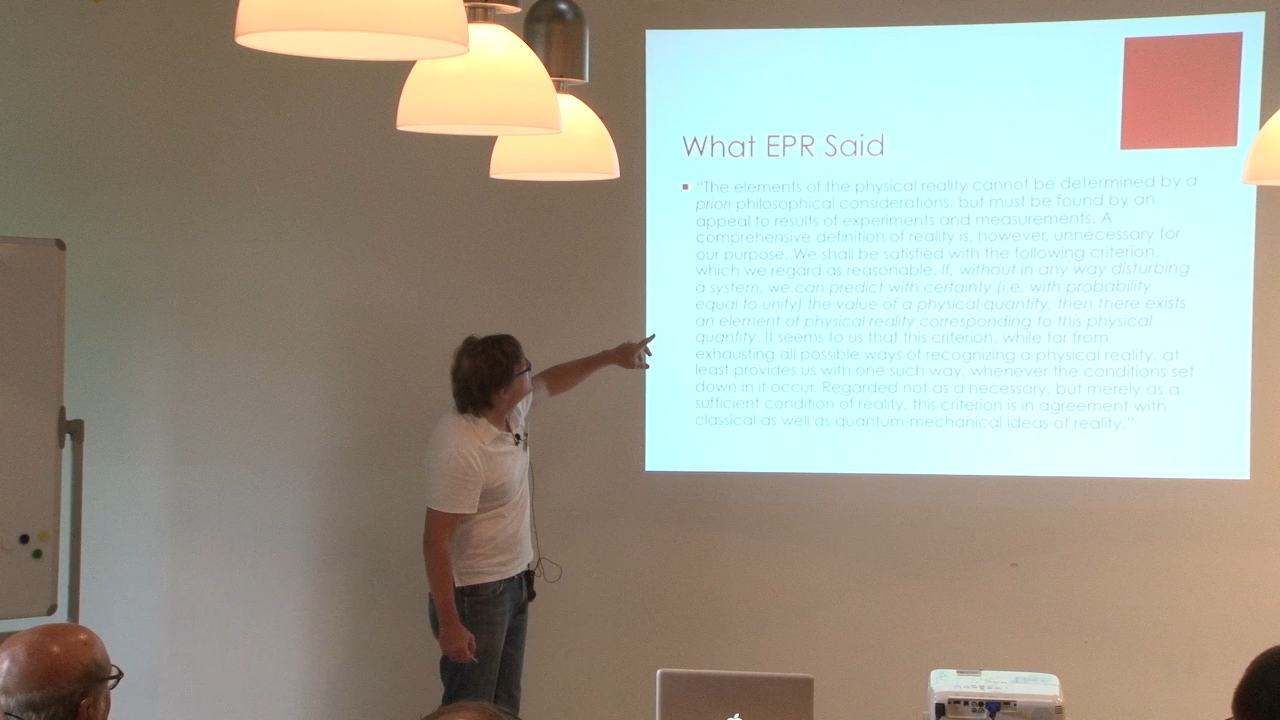 What EPR Said
"The elements of the physical reality cannot be determined by a
priori philosophical considerations, but must be found by an
appeal to results of experiments and measurements. A
comprehensive definition of reality is, however, unnecessary for
our purpose. We shall be satisfied with the following criterion,
which we regard as reasonable. If, without in any way disturbing
a system, we can predict with certainty (i.e. with probability
equal to unity) the value of a physical quantity, then there exists
an element of physical reality corresponding to this physical
quantity. It seems to us that this criterion, while far from
exhausting all possible ways of recognizing a physical reality, at
least provides us with one such way, whenever the conditions set
down in it occur. Regarded not as a necessary, but merely as a
sufficient condition of reality, this criterion is in agreement with
classical as well as quantum-mechanical ideas of reality."